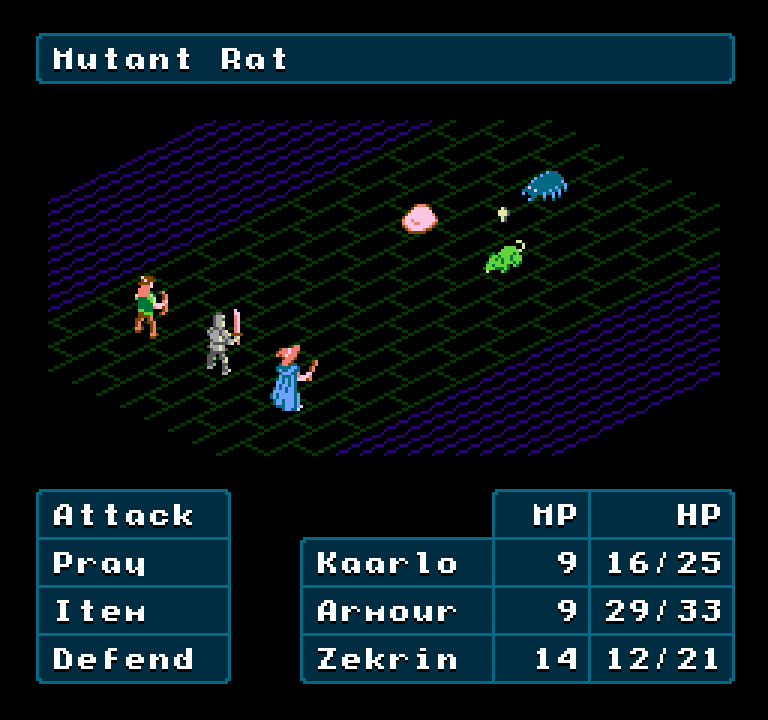 Mutant Rat
Attack
MP HP
Pray
Kaarlo 9 16/25
Item
Armour 9 29/33
Defend
Zekrin 14 12/21